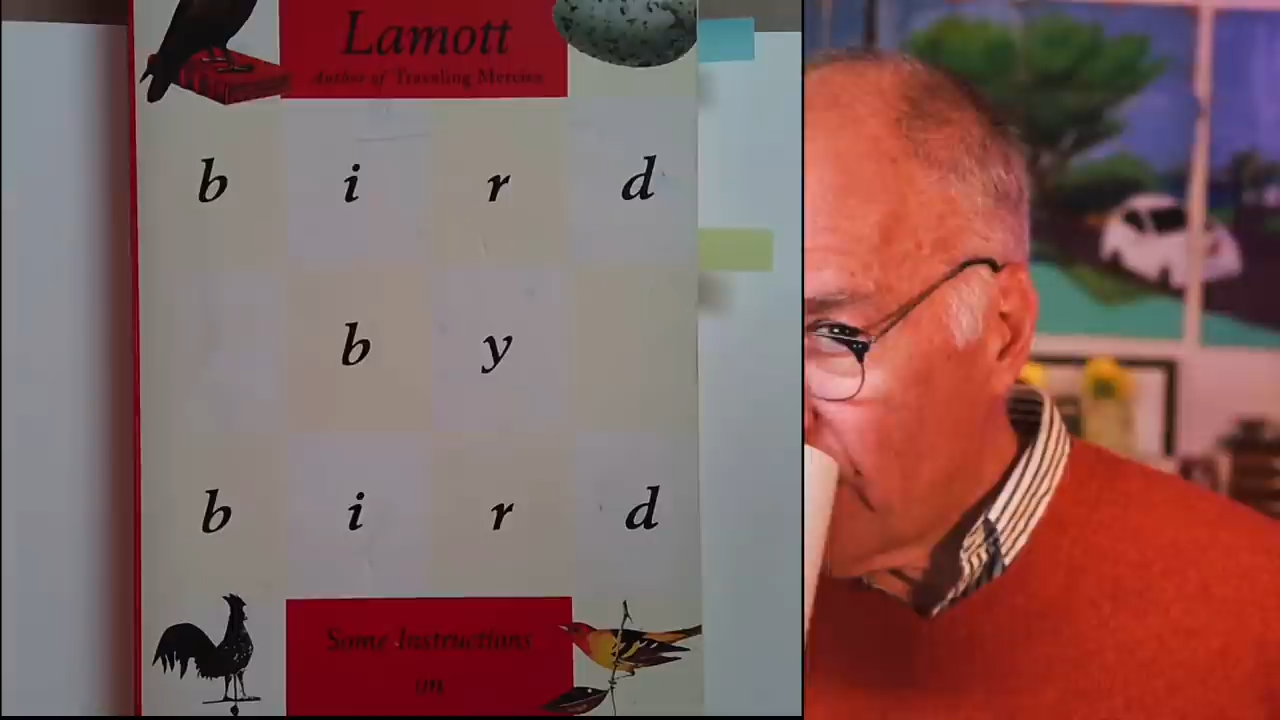 Lamott
Author of Traveling Mercies
b i r d
b y
b i r d
Some Instructions
on